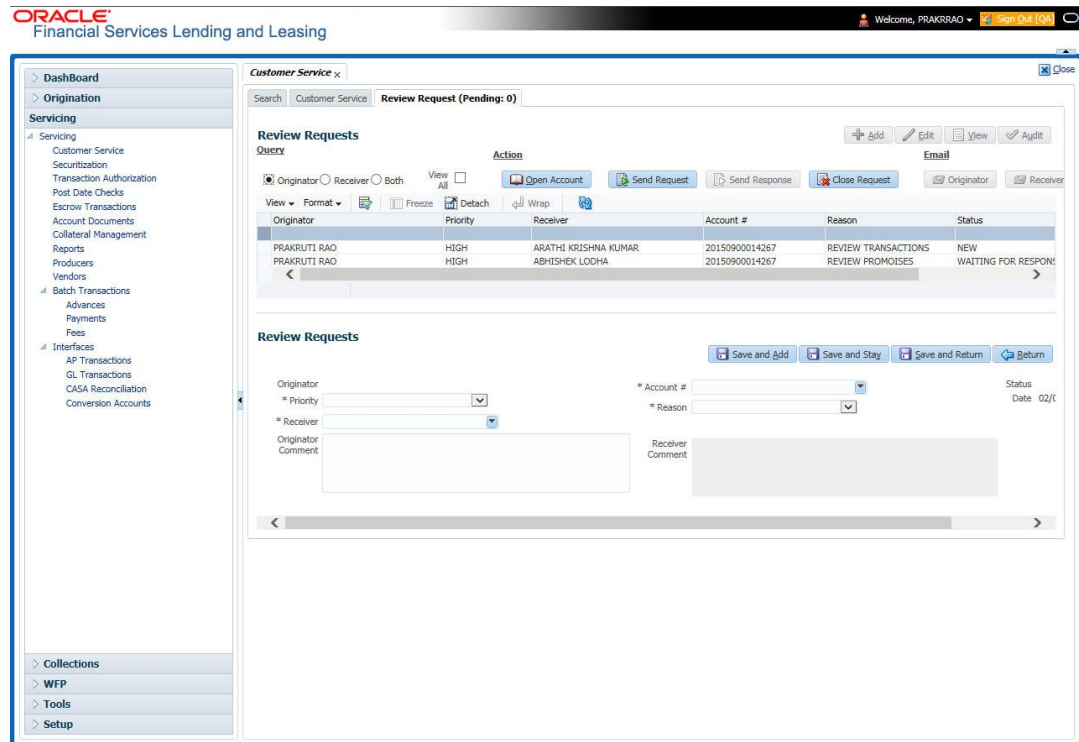 ORACLE
Financial Services Lending and Leasing
Welcome, PRAKRRAO Sign Out [QA]
DashBoard
Origination
Servicing
Servicing
Customer Service
Securitization
Transaction Authorization
Post Date Checks
Escrow Transactions
Account Documents
Collateral Management
Reports
Producers
Vendors
Batch Transactions
Advances
Payments
Fees
Interfaces
AP Transactions
GL Transactions
CASA Reconciliation
Conversion Accounts
Collections
WFP
Tools
Setup
Customer Service x
Close
Search Customer Service Review Request (Pending: 0)
Review Requests
Add Edit View Audit
Query Action Email
Originator Receiver Both View All Open Account Send Request Send Response Close Request Originator Receiver
View Format Freeze Detach Wrap
Originator Priority Receiver Account # Reason Status
PRAKRUTI RAO HIGH ARATHI KRISHNA KUMAR 20150900014267 REVIEW TRANSACTIONS NEW
PRAKRUTI RAO HIGH ABHISHEK LODHA 20150900014267 REVIEW PROMOISES WAITING FOR RESPONS
Review Requests
Save and Add Save and Stay Save and Return Return
Originator * Account # Status
* Priority * Reason Date 02/0
* Receiver
Originator Comment Receiver Comment